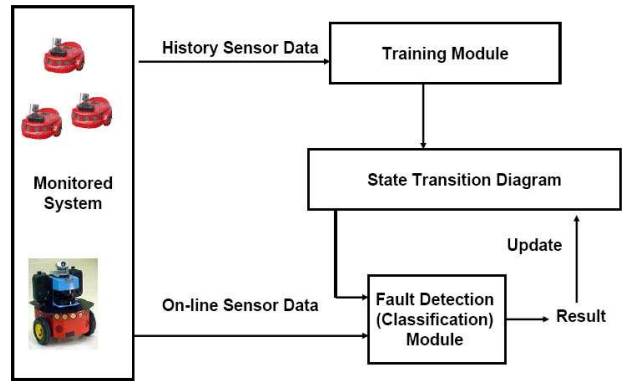 History Sensor Data
Training Module
Monitored
System
State Transition Diagram
Update
On-line Sensor Data
Fault Detection
(Classification)
Module
Result